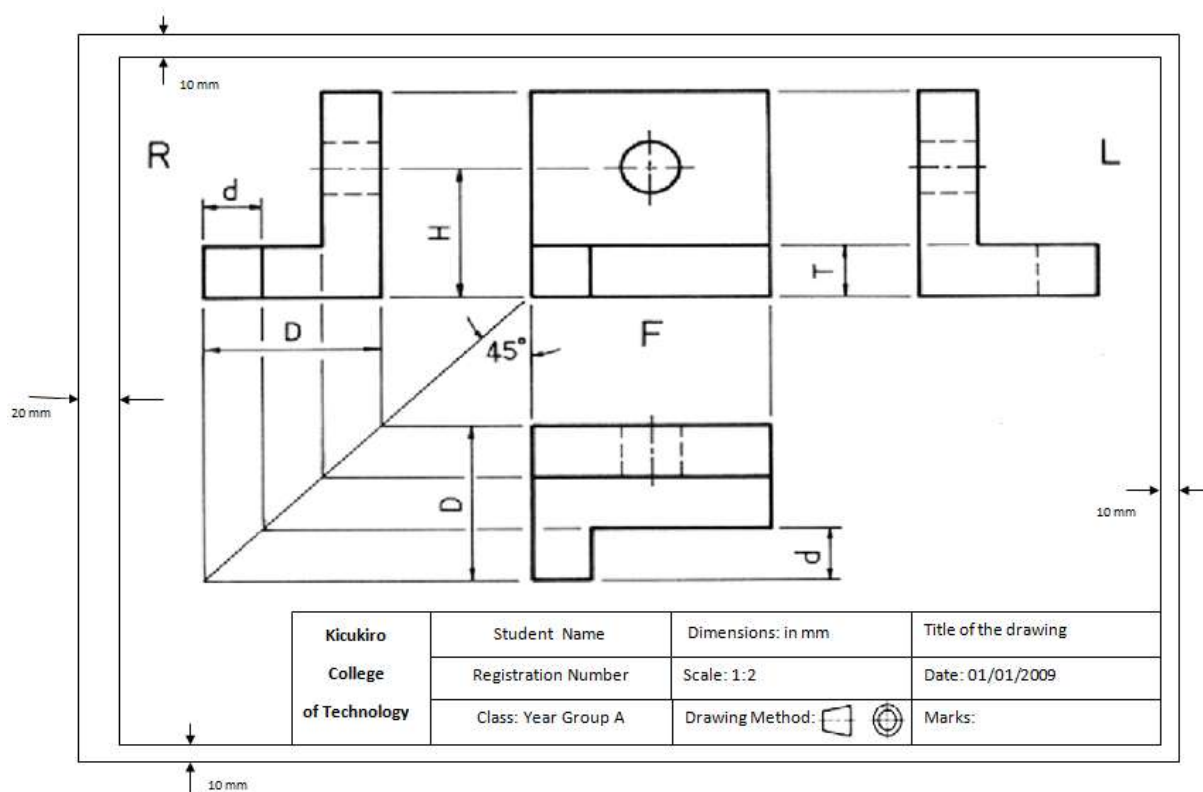 10 mm
R
L
d
H
T
D
45°
F
20 mm
D
d
10 mm
Kicukiro
College
of Technology
Student Name
Dimensions: in mm
Title of the drawing
Registration Number
Scale: 1:2
Date: 01/01/2009
Class: Year Group A
Drawing Method:
Marks:
10 mm